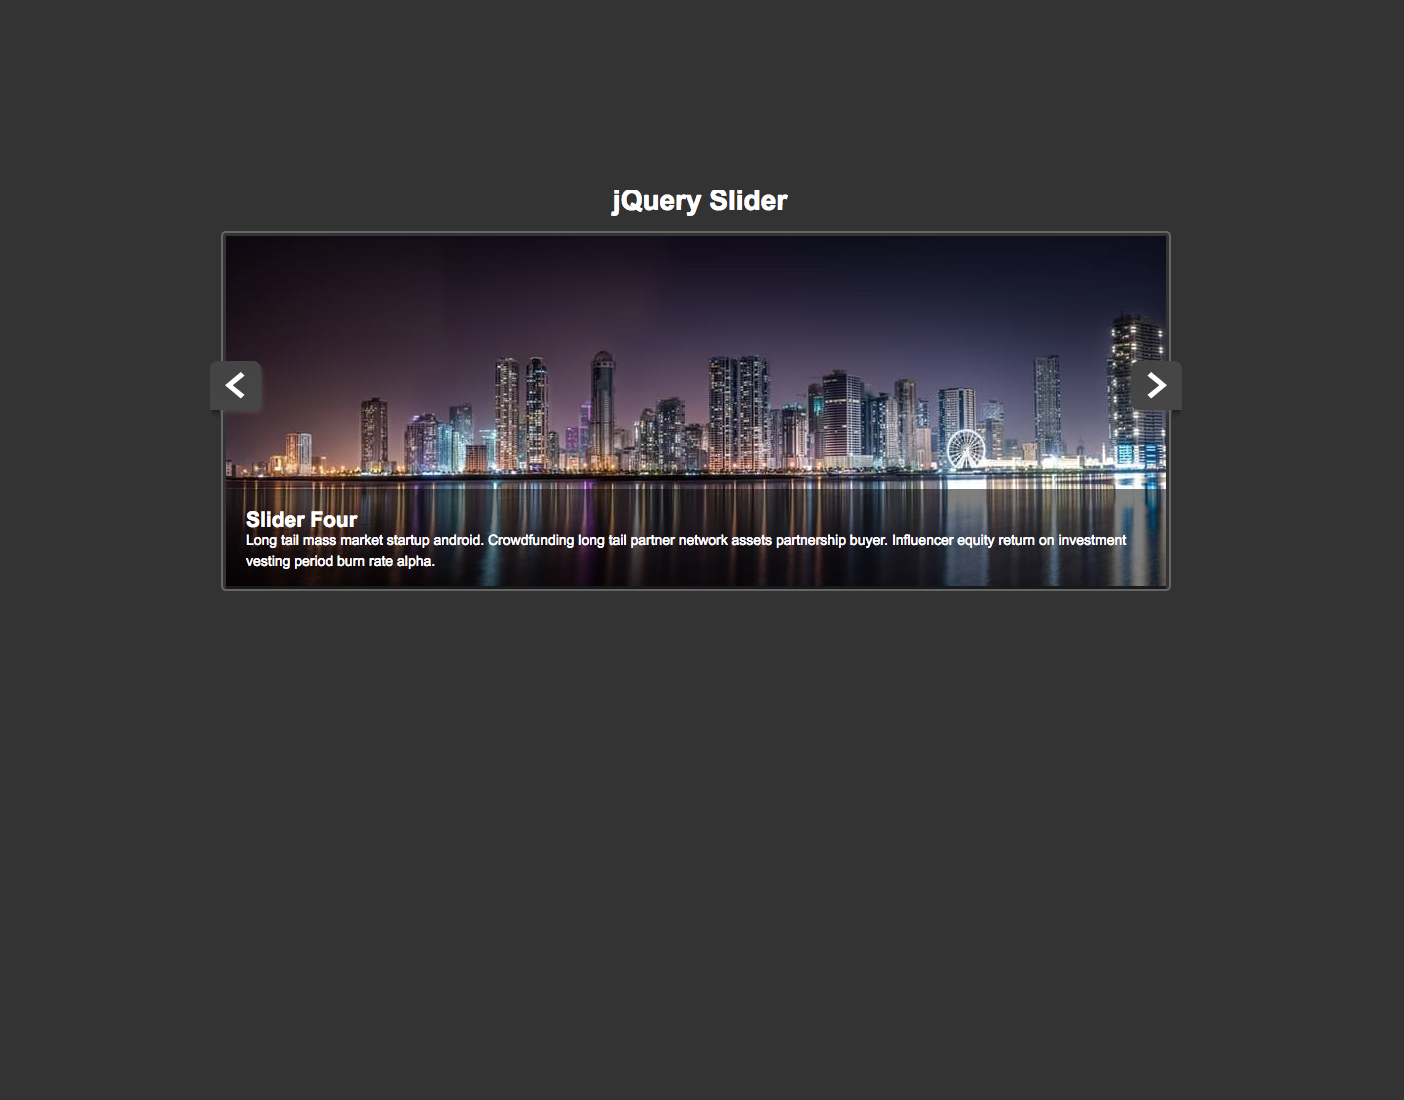 jQuery Slider
Slider Four
Long tail mass market startup android. Crowdfunding long tail partner network assets partnership buyer. Influencer equity return on investment
vesting period burn rate alpha.